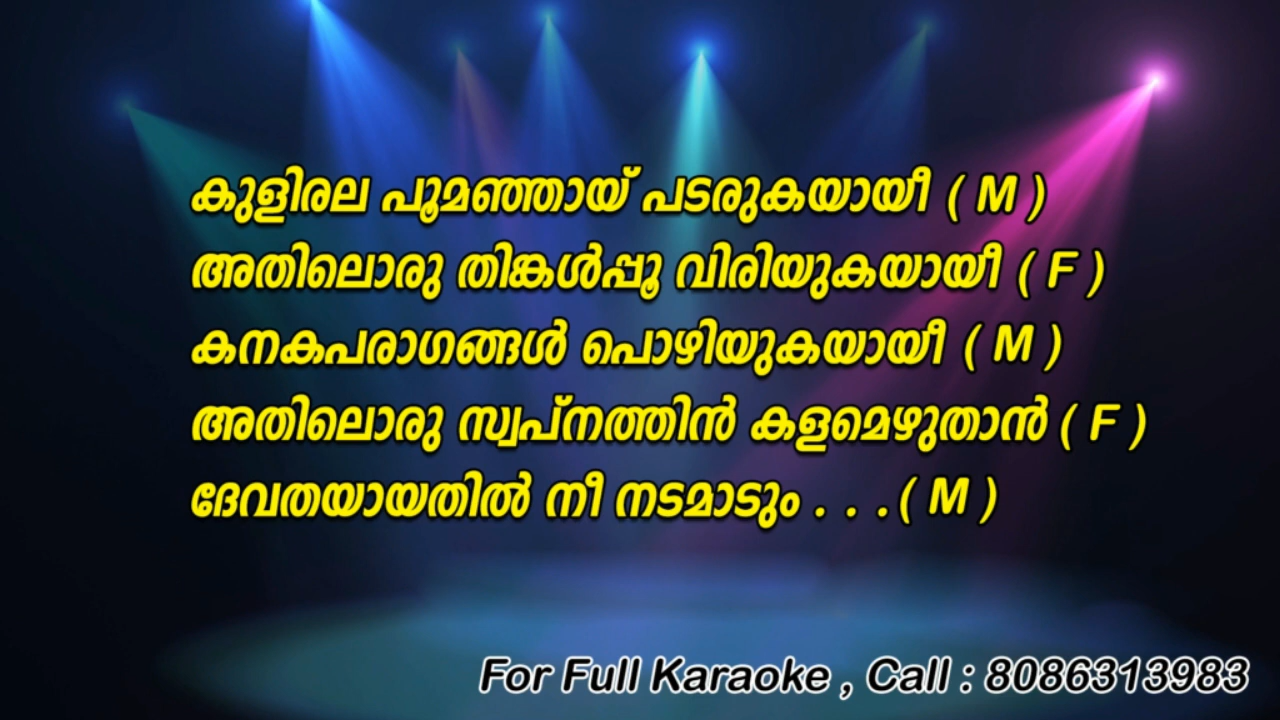 കുളിരല പൂമഞ്ഞായ് പടരുകയായീ ( M )
അതിലൊരു തിങ്കൾപ്പൂ വിരിയുകയായീ ( F )
കനകപരാഗങ്ങൾ പൊഴിയുകയായീ ( M )
അതിലൊരു സ്വപ്നത്തിൻ കളമെഴുതാൻ ( F )
ദേവതയായതിൽ നീ നടമാടും . . .( M )
For Full Karaoke , Call : 8086313983